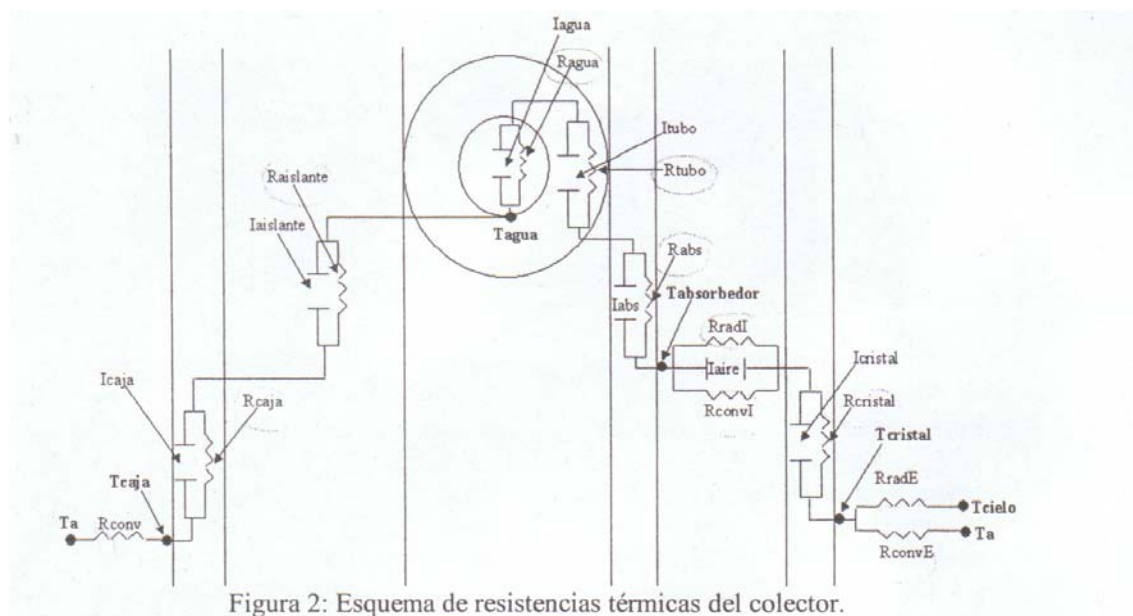 Iagua
Ragua
Itubo
Rtubo
Raislante
Tagua
Iaislante
Rabs
Tabsorbedor
Iabs
RradI
Icristal
Iaire
Icaja
Rcaja
RconvI
Rcristal
Tcristal
Tcaja
RradE
Ta
Rconv
Tcielo
Ta
RconvE
Figura 2: Esquema de resistencias térmicas del colector.